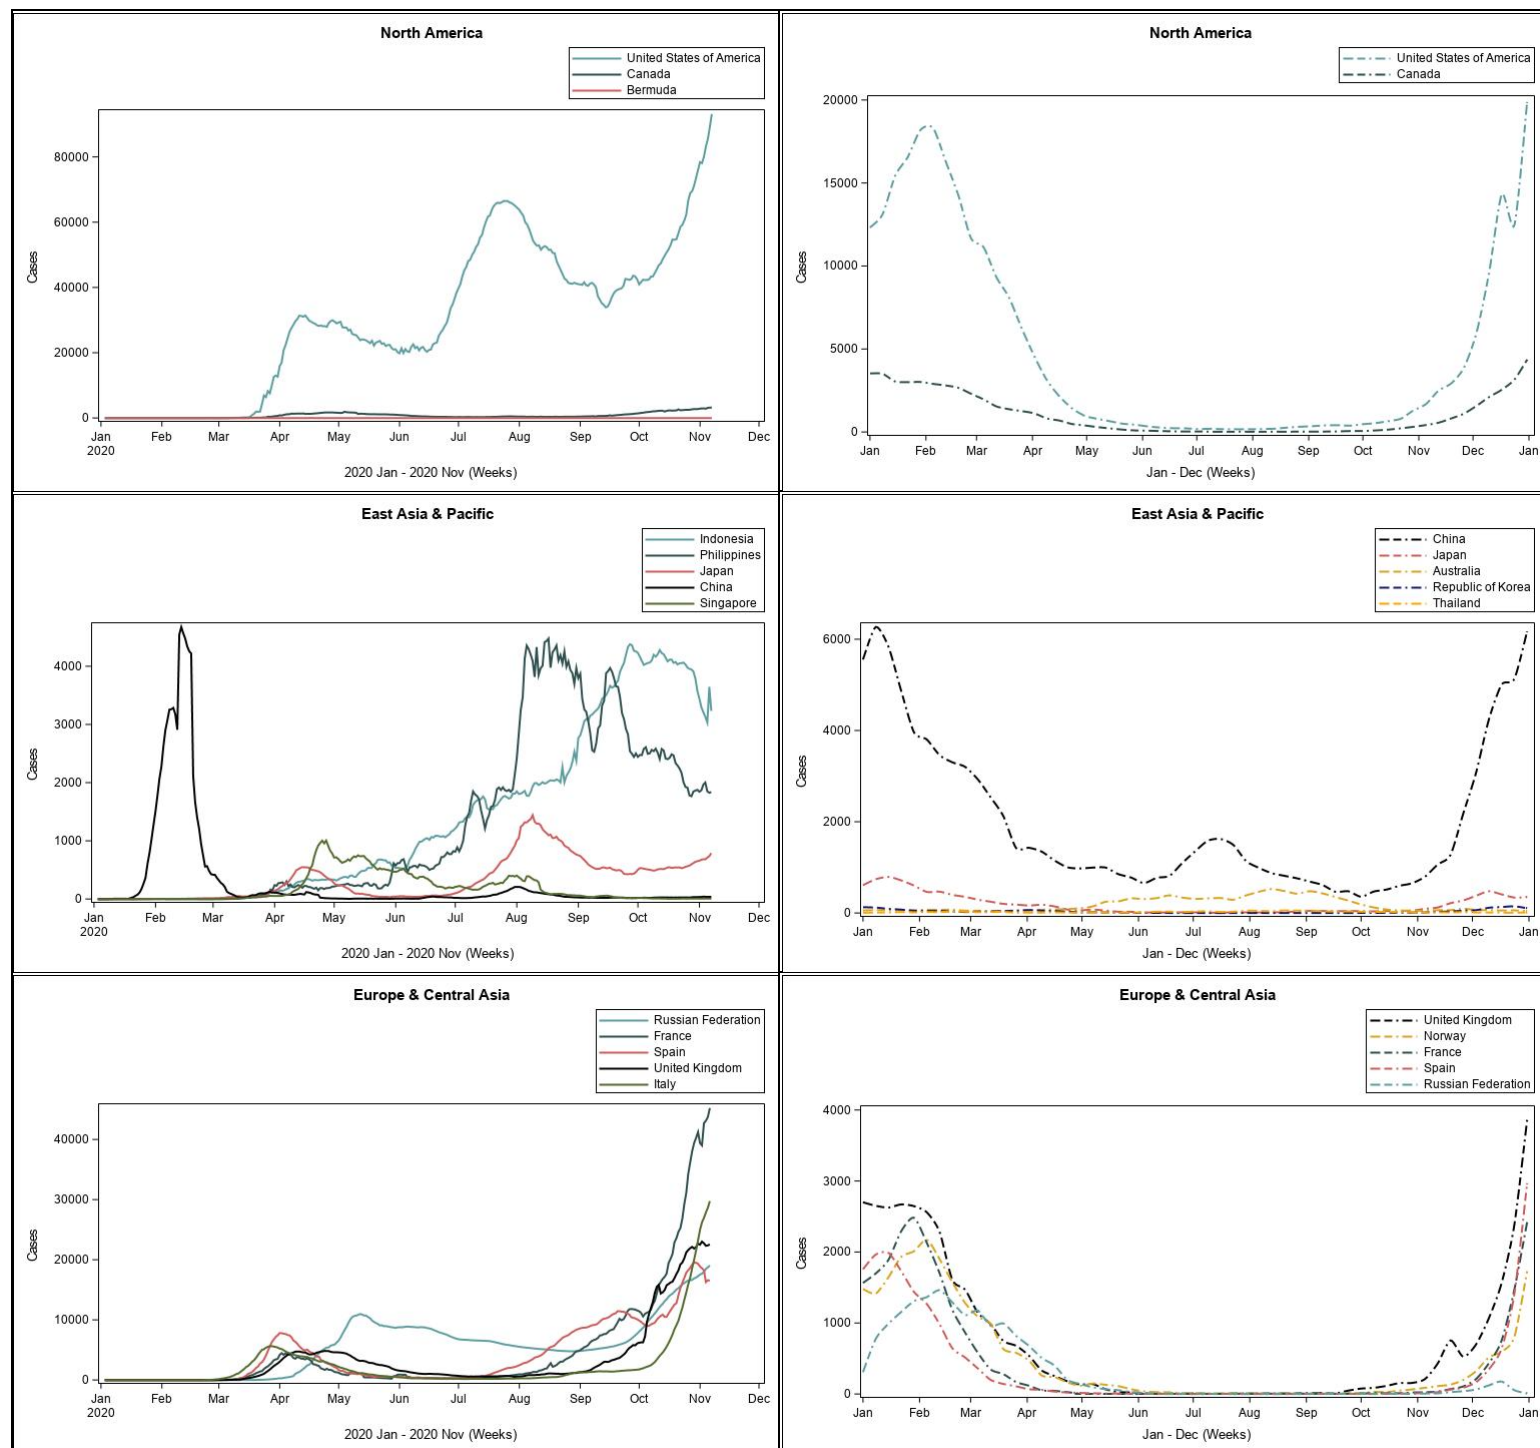 North America
United States of America
Canada
Bermuda
80000
60000
40000
20000
0
Cases
Jan Feb Mar Apr May Jun Jul Aug Sep Oct Nov Dec
2020
2020 Jan - 2020 Nov (Weeks)
North America
United States of America
Canada
20000
15000
10000
5000
0
Cases
Jan Feb Mar Apr May Jun Jul Aug Sep Oct Nov Dec Jan
Jan - Dec (Weeks)
East Asia & Pacific
Indonesia
Philippines
Japan
China
Singapore
4000
3000
2000
1000
0
Cases
Jan Feb Mar Apr May Jun Jul Aug Sep Oct Nov Dec
2020
2020 Jan - 2020 Nov (Weeks)
East Asia & Pacific
China
Japan
Australia
Republic of Korea
Thailand
6000
4000
2000
0
Cases
Jan Feb Mar Apr May Jun Jul Aug Sep Oct Nov Dec Jan
Jan - Dec (Weeks)
Europe & Central Asia
Russian Federation
France
Spain
United Kingdom
Italy
40000
30000
20000
10000
0
Cases
Jan Feb Mar Apr May Jun Jul Aug Sep Oct Nov Dec
2020
2020 Jan - 2020 Nov (Weeks)
Europe & Central Asia
United Kingdom
Norway
France
Spain
Russian Federation
4000
3000
2000
1000
0
Cases
Jan Feb Mar Apr May Jun Jul Aug Sep Oct Nov Dec Jan
Jan - Dec (Weeks)